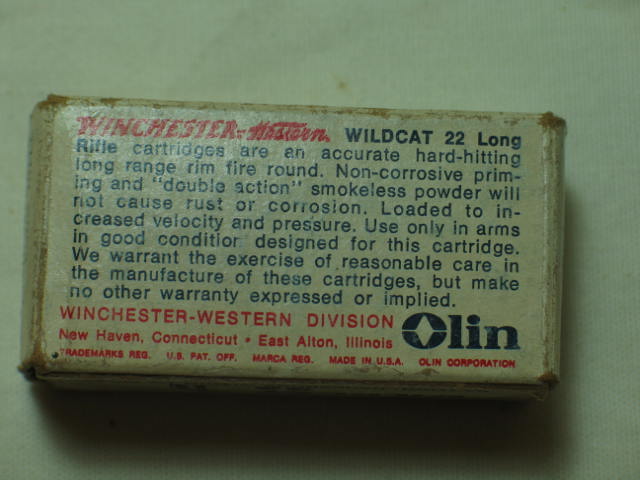 WINCHESTER-Western WILDCAT 22 Long
Rifle cartridges are an accurate hard-hitting
long range rim fire round. Non-corrosive prim-
ing and "double action" smokeless powder will
not cause rust or corrosion. Loaded to in-
creased velocity and pressure. Use only in arms
in good condition designed for this cartridge.
We warrant the exercise of reasonable care in
the manufacture of these cartridges, but make
no other warranty expressed or implied.
WINCHESTER-WESTERN DIVISION
New Haven, Connecticut • East Alton, Illinois
Olin
TRADEMARKS REG. U.S. PAT. OFF. MARCA REG. MADE IN U.S.A. OLIN CORPORATION